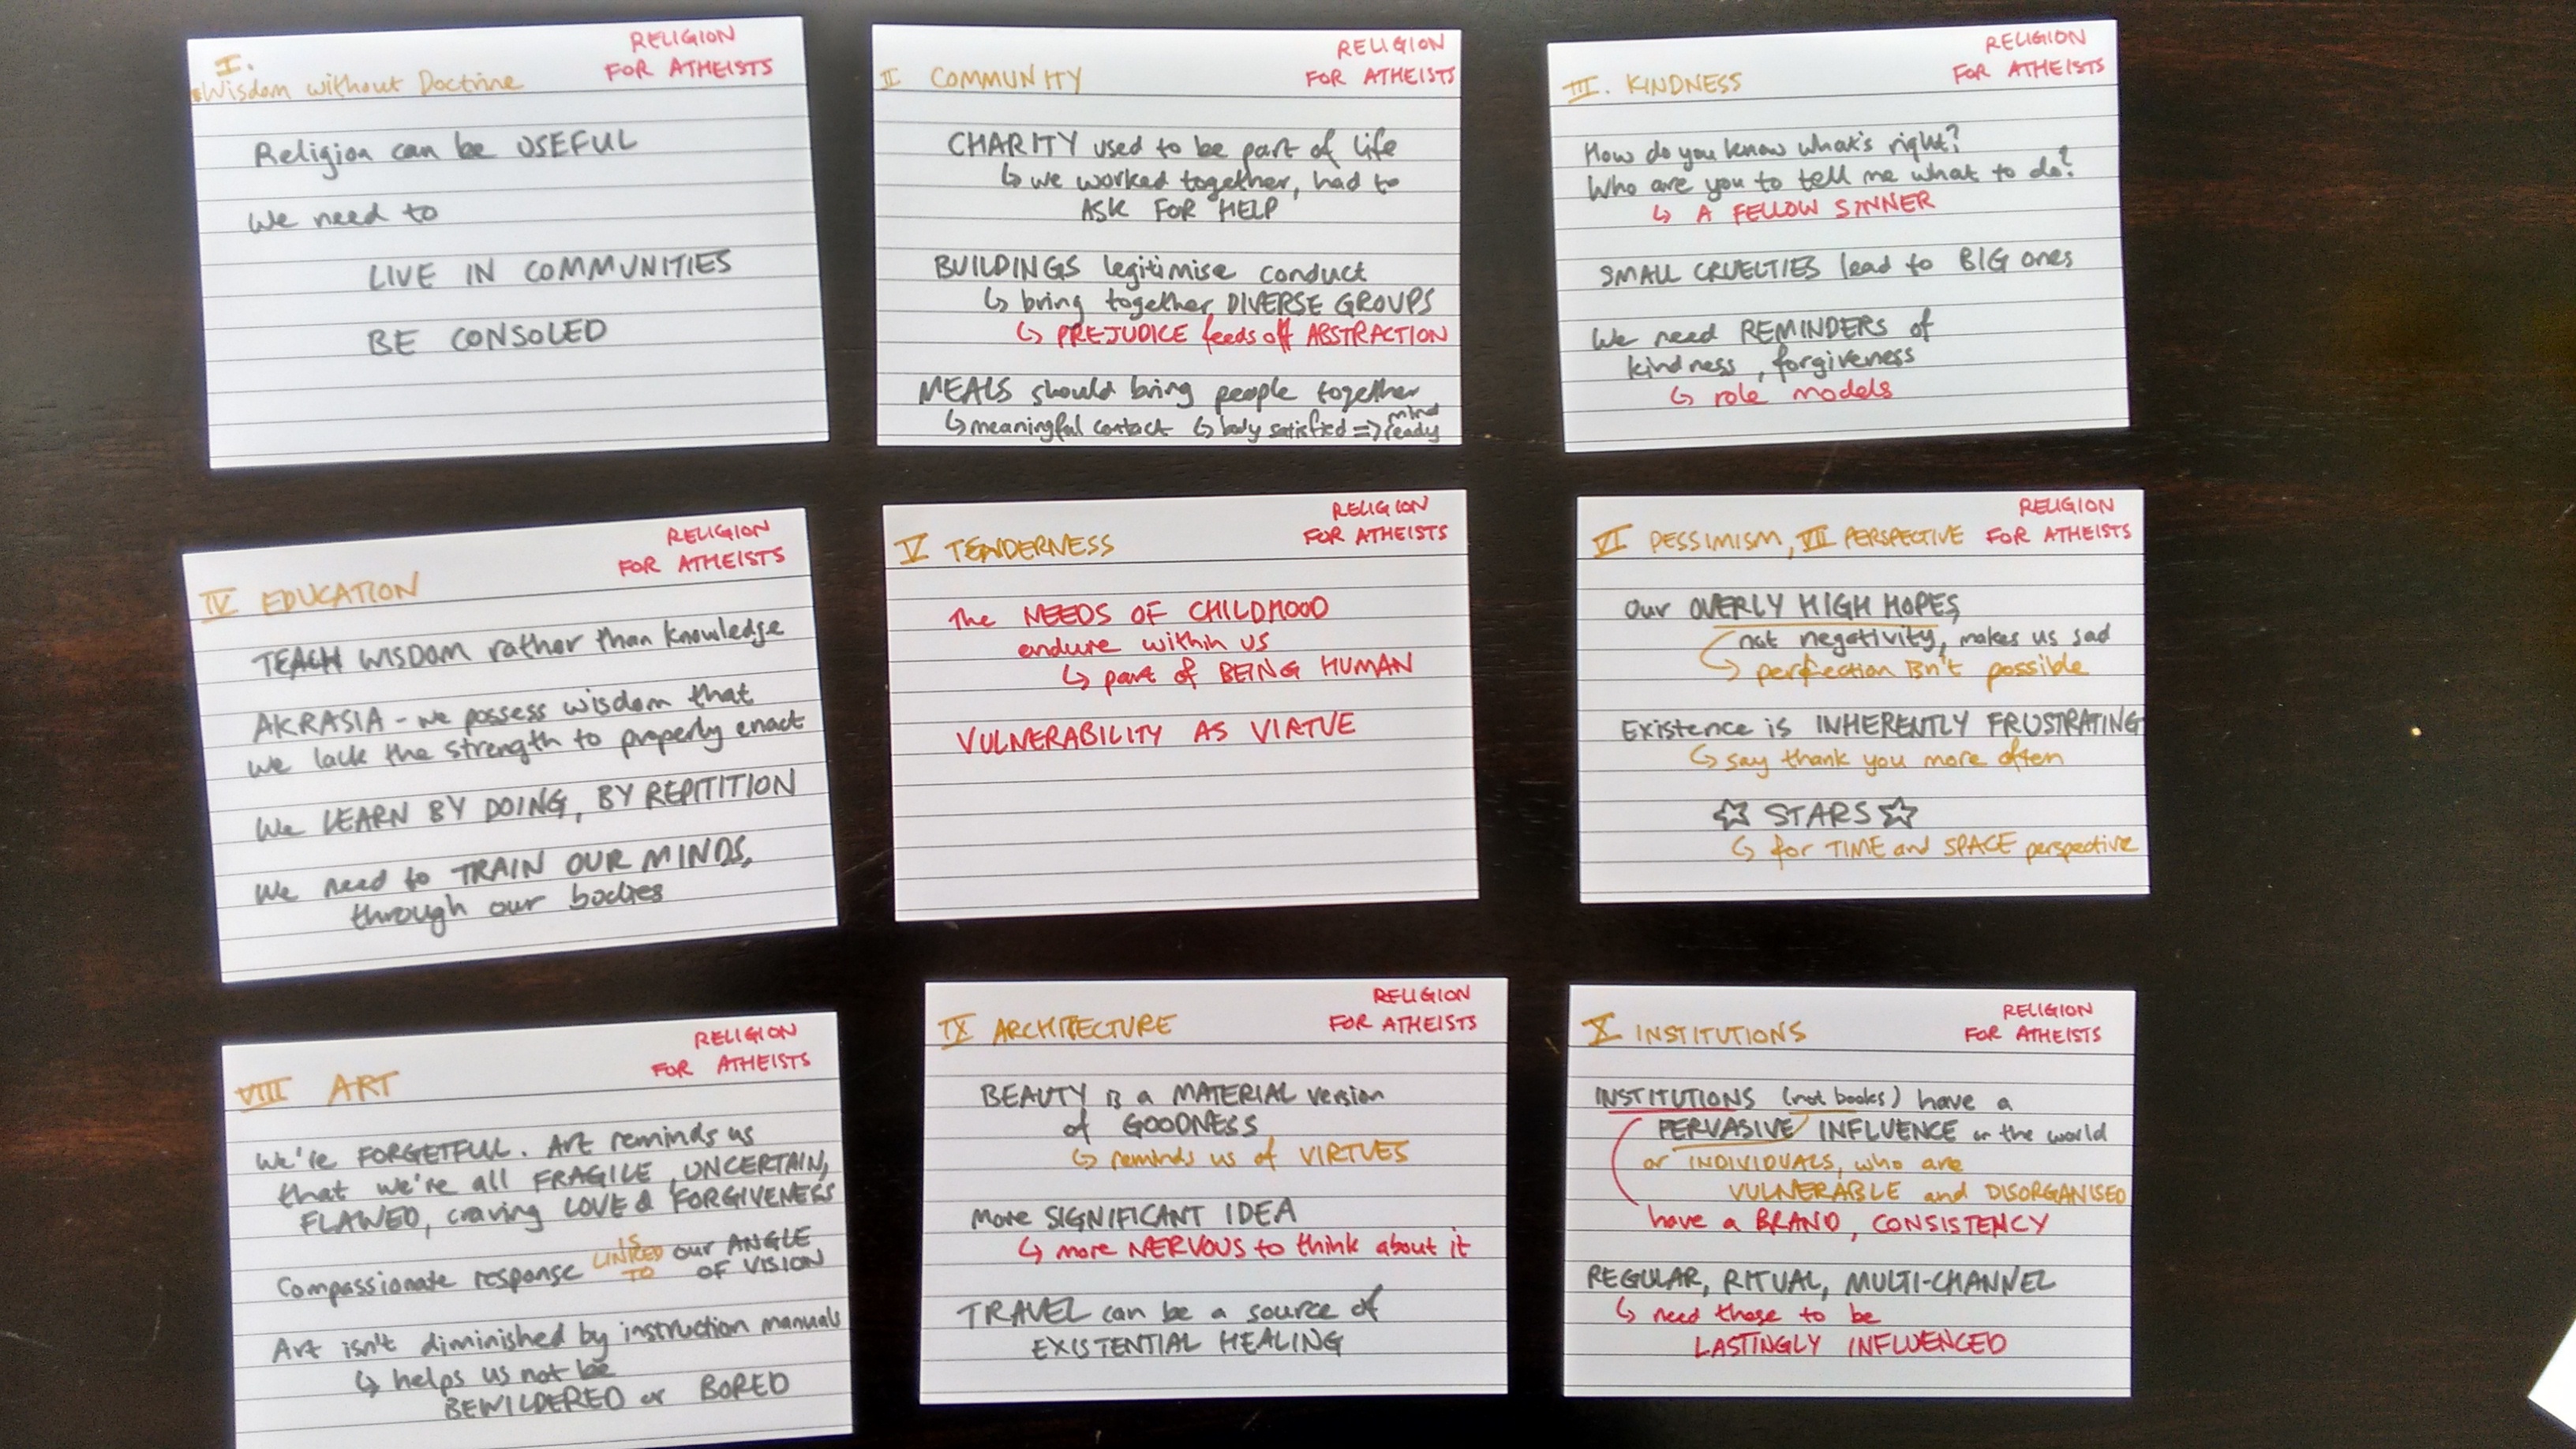 I.
Wisdom without Doctrine
RELIGION
FOR ATHEISTS
Religion can be USEFUL
We need to
LIVE IN COMMUNITIES
BE CONSOLED
II COMMUNITY
RELIGION
FOR ATHEISTS
CHARITY used to be part of life
↳ we worked together, had to
ASK FOR HELP
BUILDINGS legitimise conduct
↳ bring together DIVERSE GROUPS
↳ PREJUDICE feeds off ABSTRACTION
MEALS should bring people together
↳ meaningful contact ↳ body satisfied => mind ready
III. KINDNESS
RELIGION
FOR ATHEISTS
How do you know what's right?
Who are you to tell me what to do?
↳ A FELLOW SINNER
SMALL CRUELTIES lead to BIG ones
We need REMINDERS of
kindness, forgiveness
↳ role models
IV EDUCATION
RELIGION
FOR ATHEISTS
TEACH WISDOM rather than knowledge
AKRASIA - we possess wisdom that
we lack the strength to properly enact
We LEARN BY DOING, BY REPITITION
We need to TRAIN OUR MINDS,
through our bodies
V TENDERNESS
RELIGION
FOR ATHEISTS
The NEEDS OF CHILDHOOD
endure within us
↳ part of BEING HUMAN
VULNERABILITY AS VIRTUE
VI PESSIMISM, VII PERSPECTIVE
RELIGION
FOR ATHEISTS
Our OVERLY HIGH HOPES,
not negativity, makes us sad
↳ perfection isn't possible
Existence is INHERENTLY FRUSTRATING
↳ say thank you more often
☆ STARS ☆
↳ for TIME and SPACE perspective
VIII ART
RELIGION
FOR ATHEISTS
We're FORGETFUL. Art reminds us
that we're all FRAGILE, UNCERTAIN,
FLAWED, craving LOVE & FORGIVENESS
Compassionate response IS LINKED TO our ANGLE
OF VISION
Art isn't diminished by instruction manuals
↳ helps us not be
BEWILDERED or BORED
IX ARCHITECTURE
RELIGION
FOR ATHEISTS
BEAUTY is a MATERIAL version
of GOODNESS
↳ reminds us of VIRTUES
More SIGNIFICANT IDEA
↳ more NERVOUS to think about it
TRAVEL can be a source of
EXISTENTIAL HEALING
X INSTITUTIONS
RELIGION
FOR ATHEISTS
INSTITUTIONS (not books) have a
PERVASIVE INFLUENCE on the world
or INDIVIDUALS, who are
VULNERABLE and DISORGANISED
have a BRAND, CONSISTENCY
REGULAR, RITUAL, MULTI-CHANNEL
↳ need those to be
LASTINGLY INFLUENCED